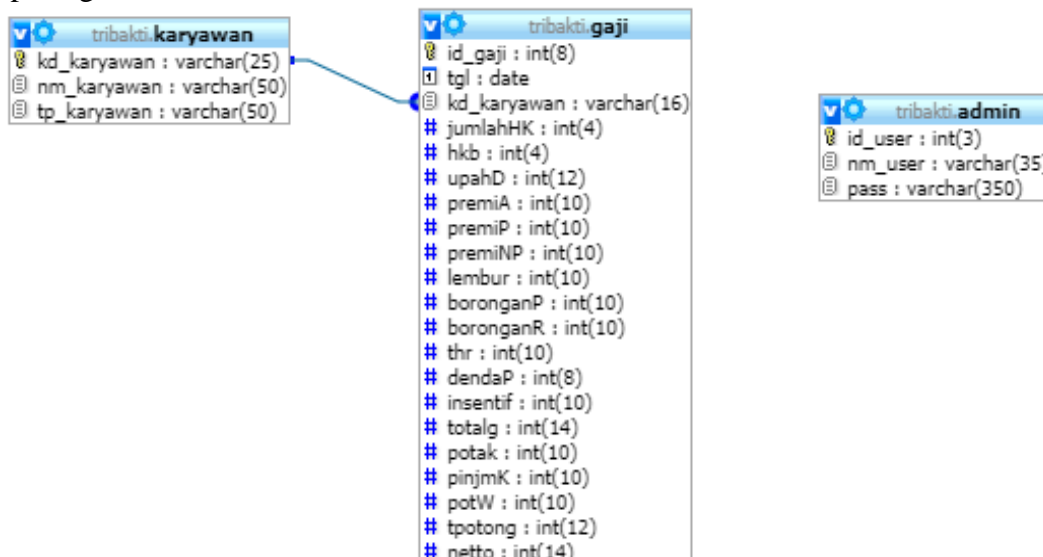 tribakti.karyawan
kd_karyawan : varchar(25)
nm_karyawan : varchar(50)
tp_karyawan : varchar(50)
tribakti.gaji
id_gaji : int(8)
tgl : date
kd_karyawan : varchar(16)
# jumlahHK : int(4)
# hkb : int(4)
# upahD : int(12)
# premiA : int(10)
# premiP : int(10)
# premiNP : int(10)
# lembur : int(10)
# boronganP : int(10)
# boronganR : int(10)
# thr : int(10)
# dendaP : int(8)
# insentif : int(10)
# totalg : int(14)
# potak : int(10)
# pinjmK : int(10)
# potW : int(10)
# tpotong : int(12)
# netto : int(14)
tribakti.admin
id_user : int(3)
nm_user : varchar(35)
pass : varchar(350)